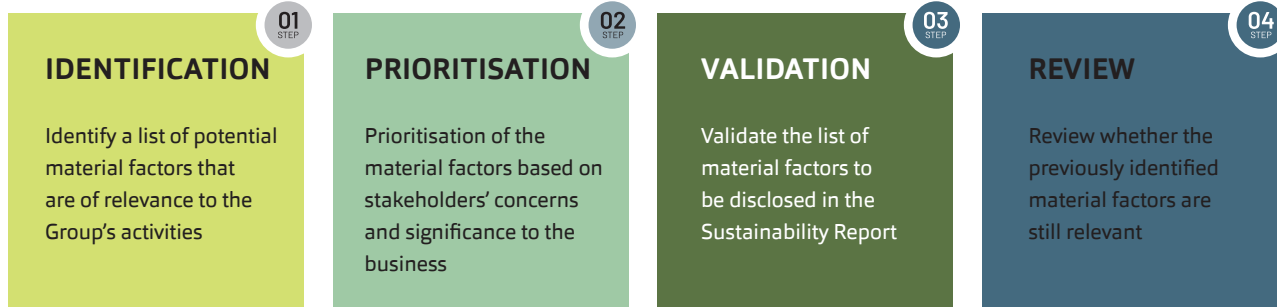 01
STEP
IDENTIFICATION
Identify a list of potential
material factors that
are of relevance to the
Group's activities
02
STEP
PRIORITISATION
Prioritisation of the
material factors based on
stakeholders' concerns
and significance to the
business
03
STEP
VALIDATION
Validate the list of
material factors to
be disclosed in the
Sustainability Report
04
STEP
REVIEW
Review whether the
previously identified
material factors are
still relevant